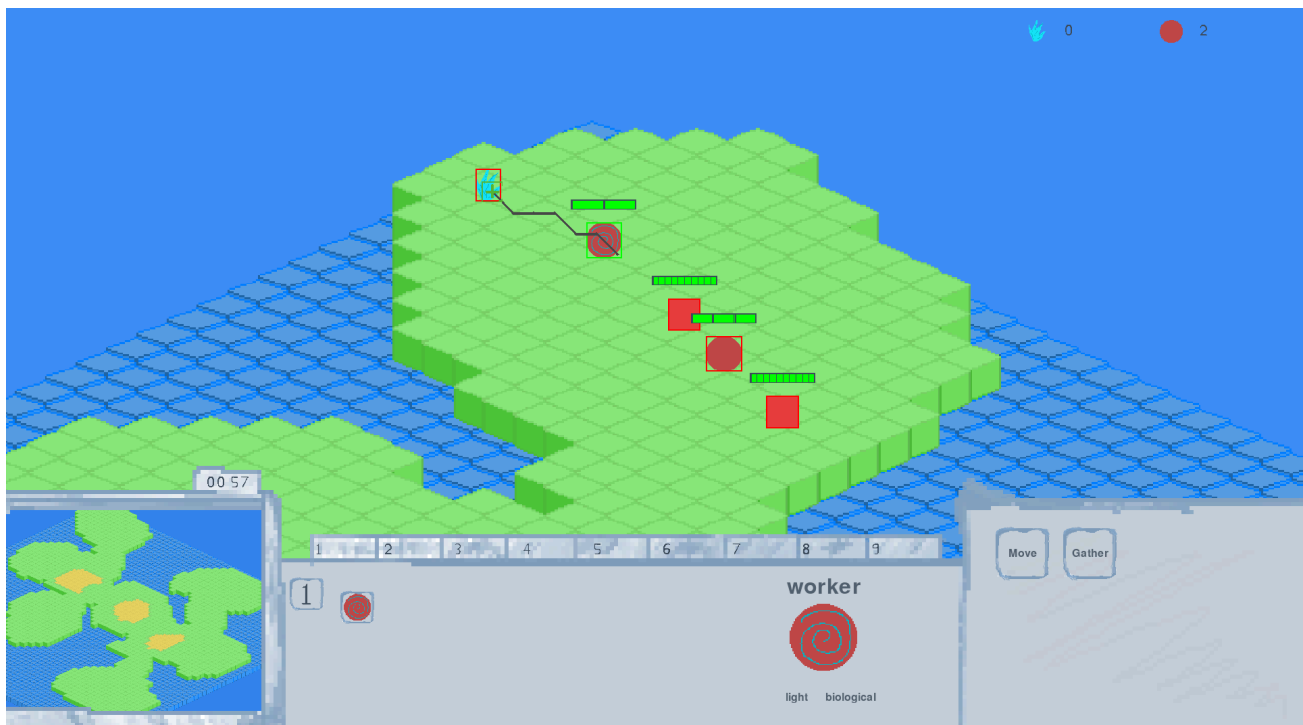 0 2
00 57
1 2 3 4 5 6 7 8 9
Move Gather
1
worker
light biological